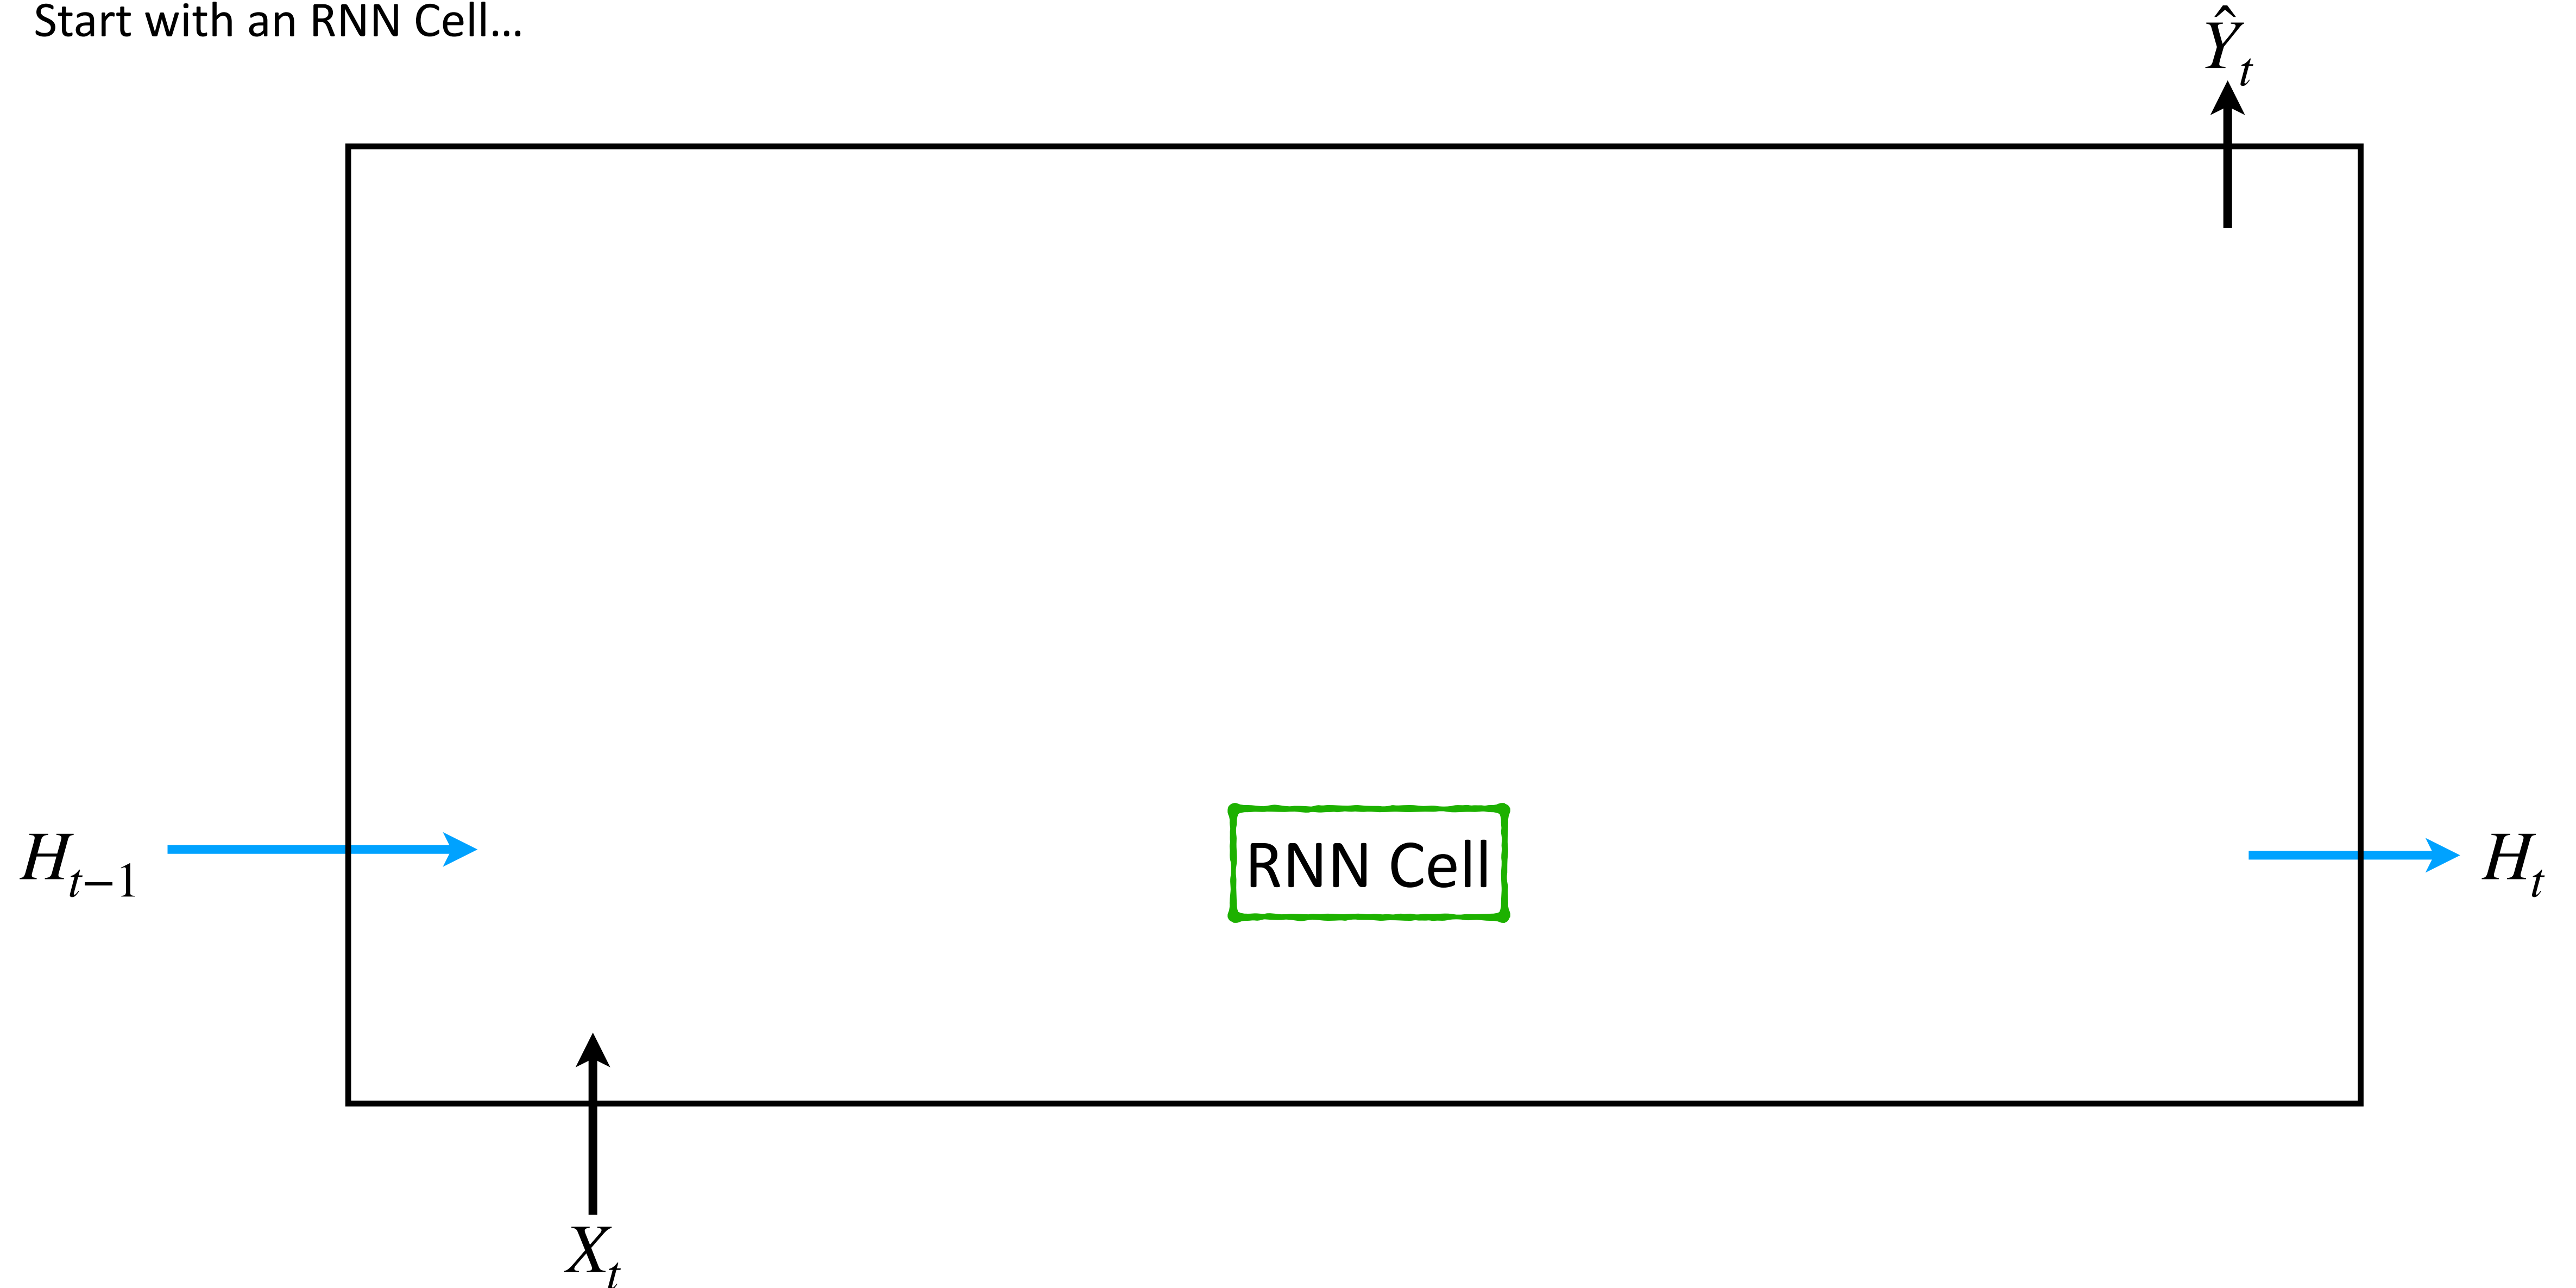 Start with an RNN Cell...
Ŷt
Ht−1
RNN Cell
Ht
Xt